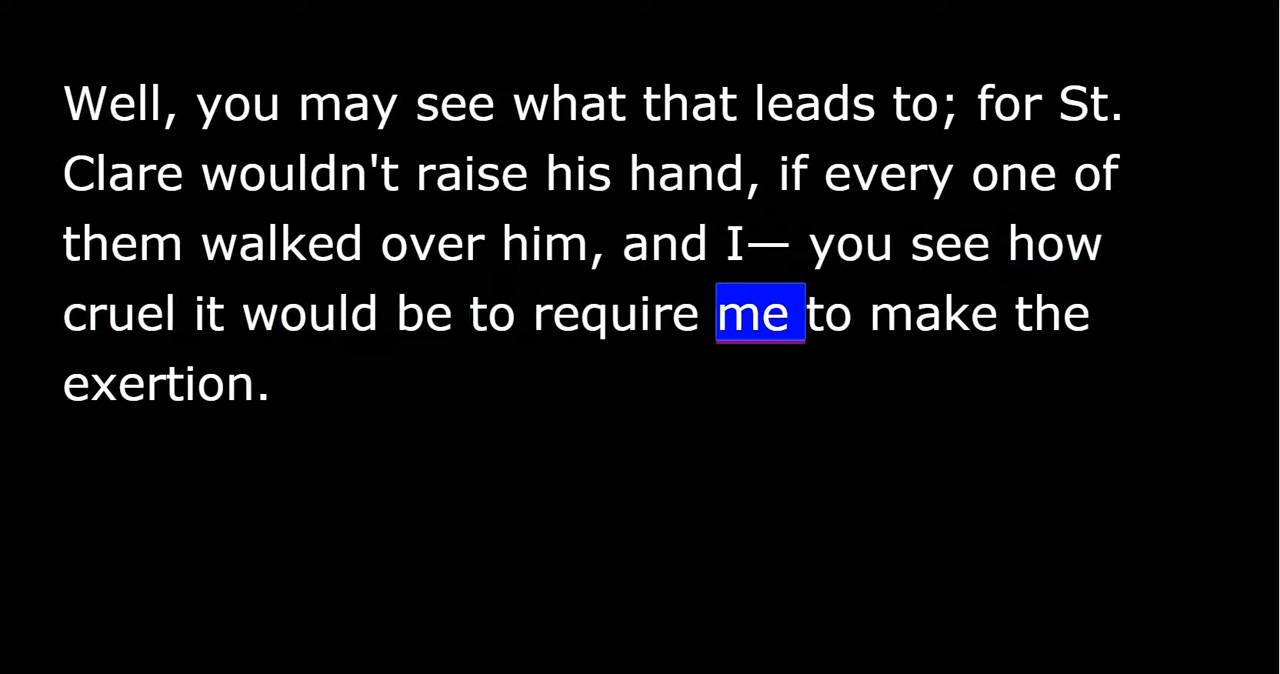 Well, you may see what that leads to; for St.
Clare wouldn't raise his hand, if every one of
them walked over him, and I— you see how
cruel it would be to require me to make the
exertion.